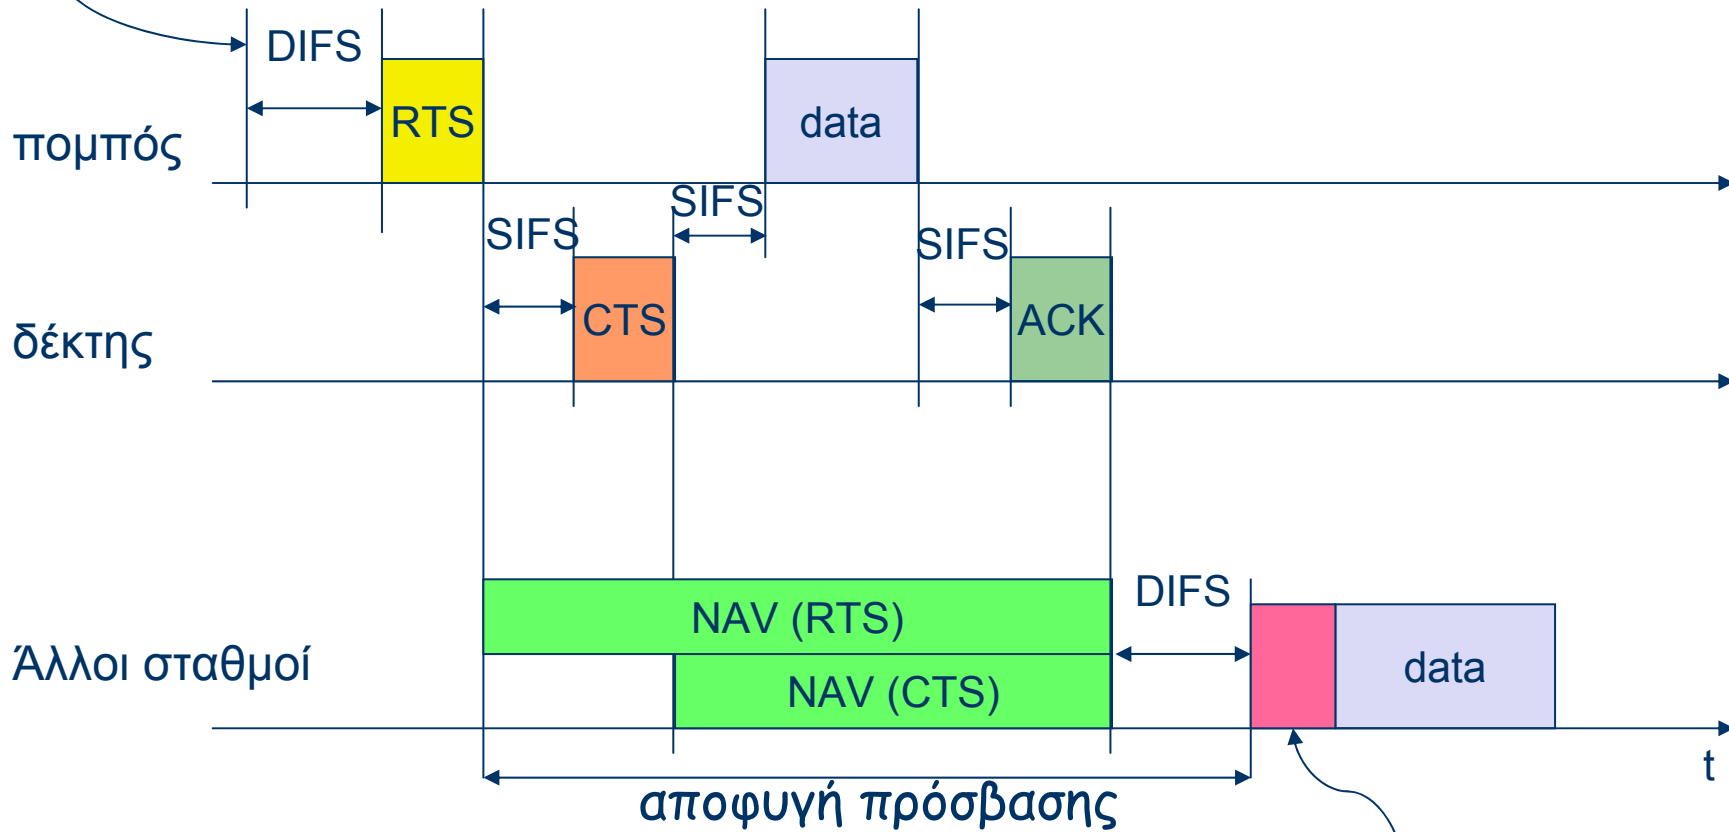 DIFS
RTS
data
πομπός
SIFS
SIFS
SIFS
CTS
ACK
δέκτης
NAV (RTS)
DIFS
Άλλοι σταθμοί
NAV (CTS)
data
t
αποφυγή πρόσβασης